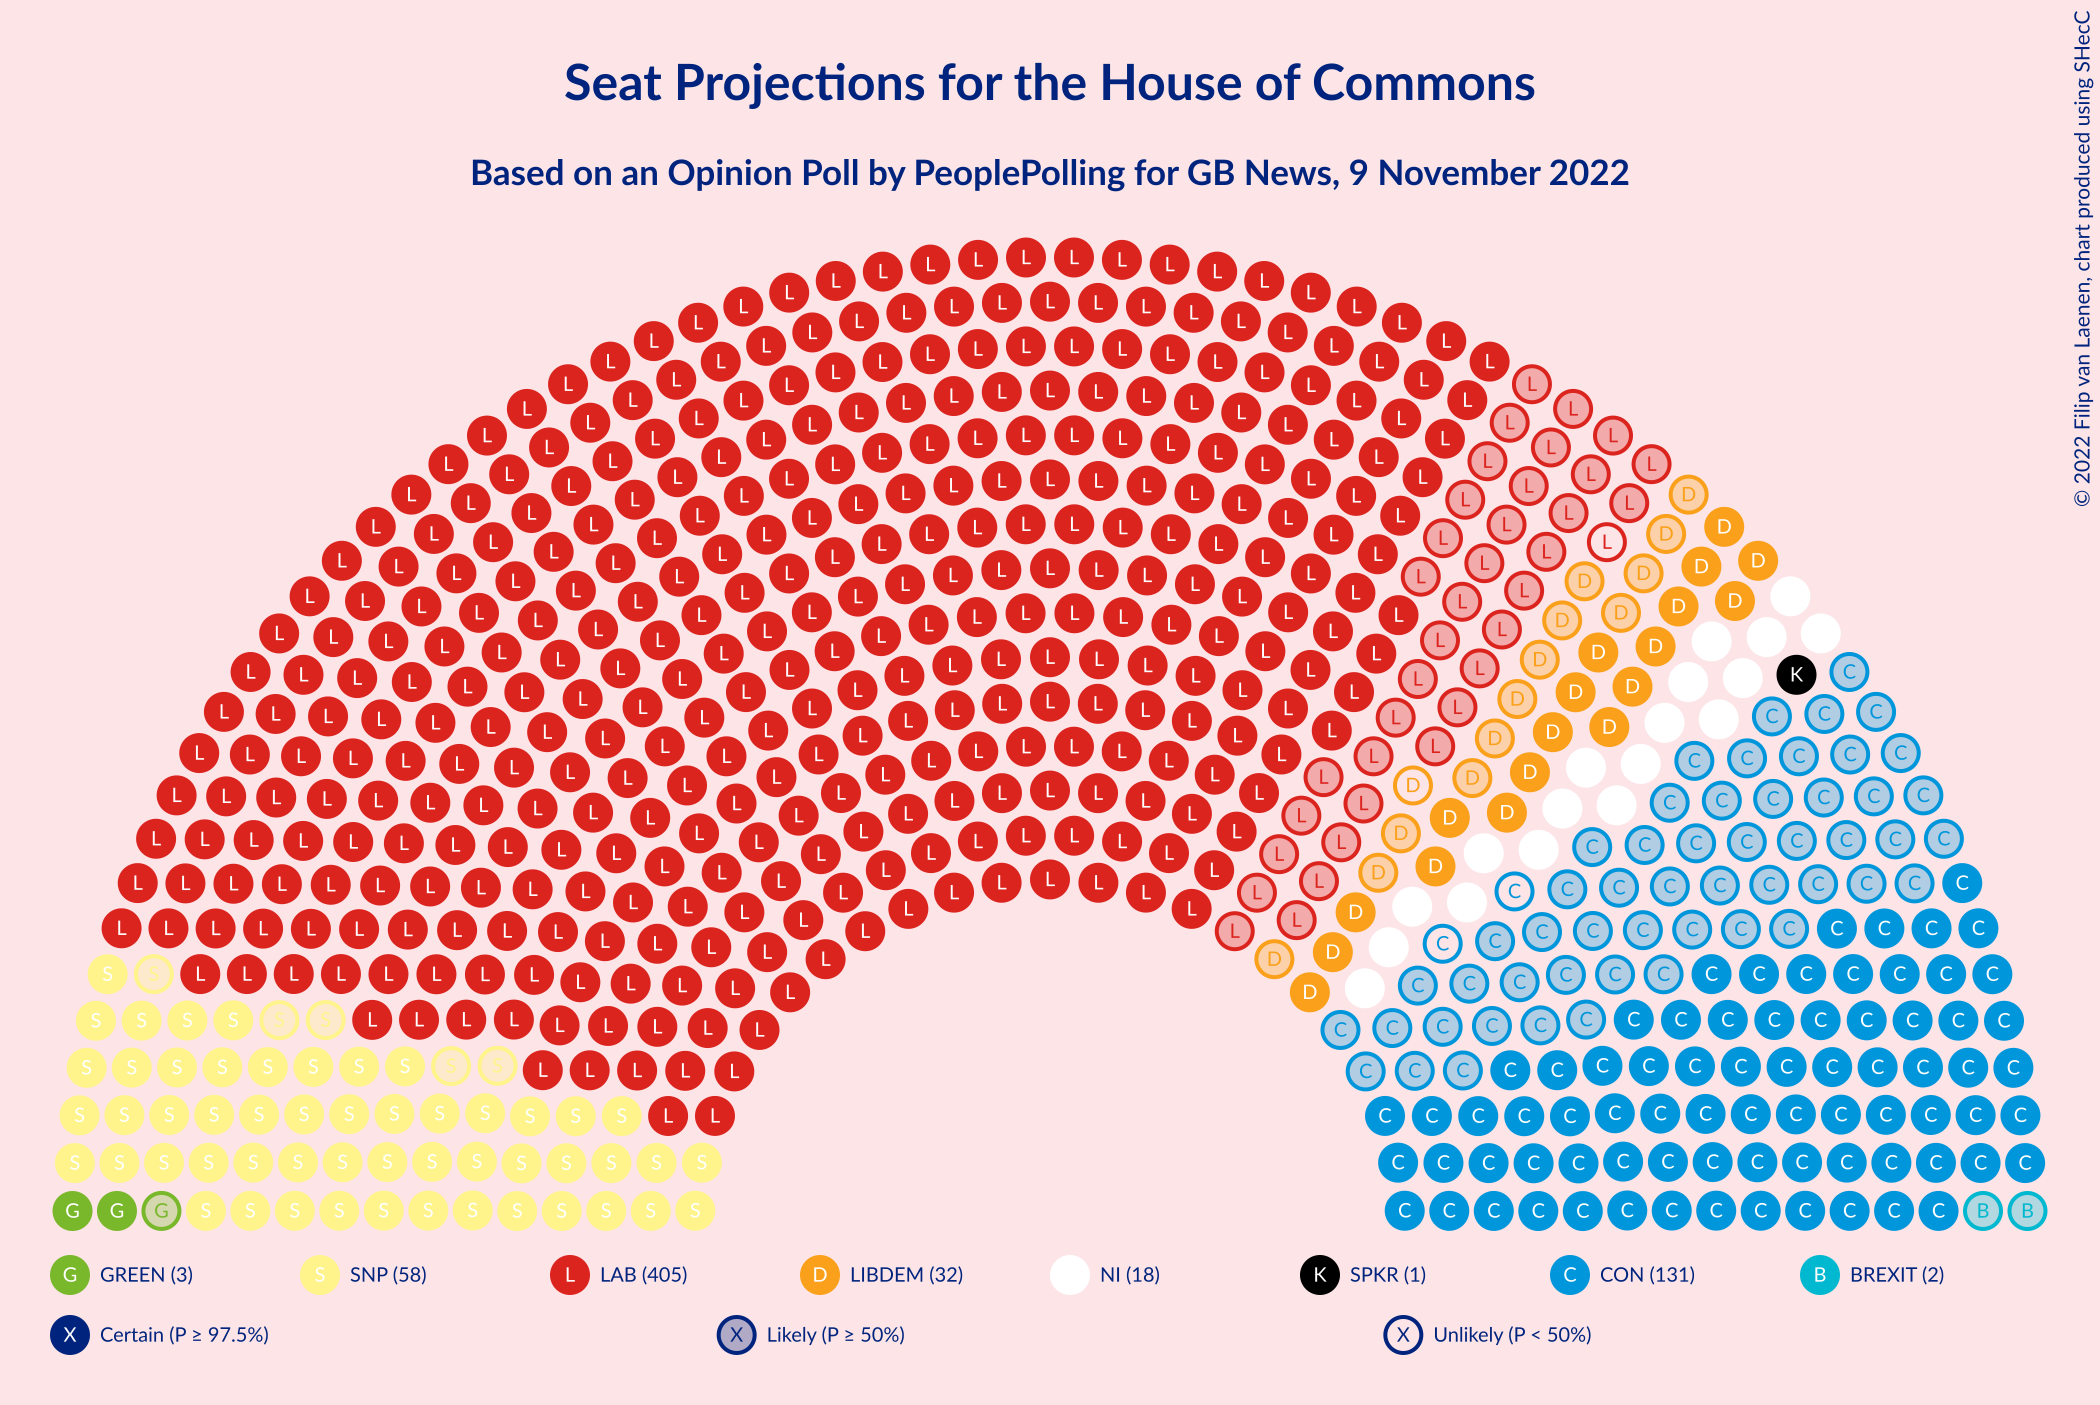 Seat Projections for the House of Commons
Based on an Opinion Poll by PeoplePolling for GB News, 9 November 2022
© 2022 Filip van Laenen, chart produced using SHecC
G GREEN (3) S SNP (58) L LAB (405) D LIBDEM (32) NI (18) K SPKR (1) C CON (131) B BREXIT (2)
X Certain (P ≥ 97.5%) X Likely (P ≥ 50%) X Unlikely (P < 50%)